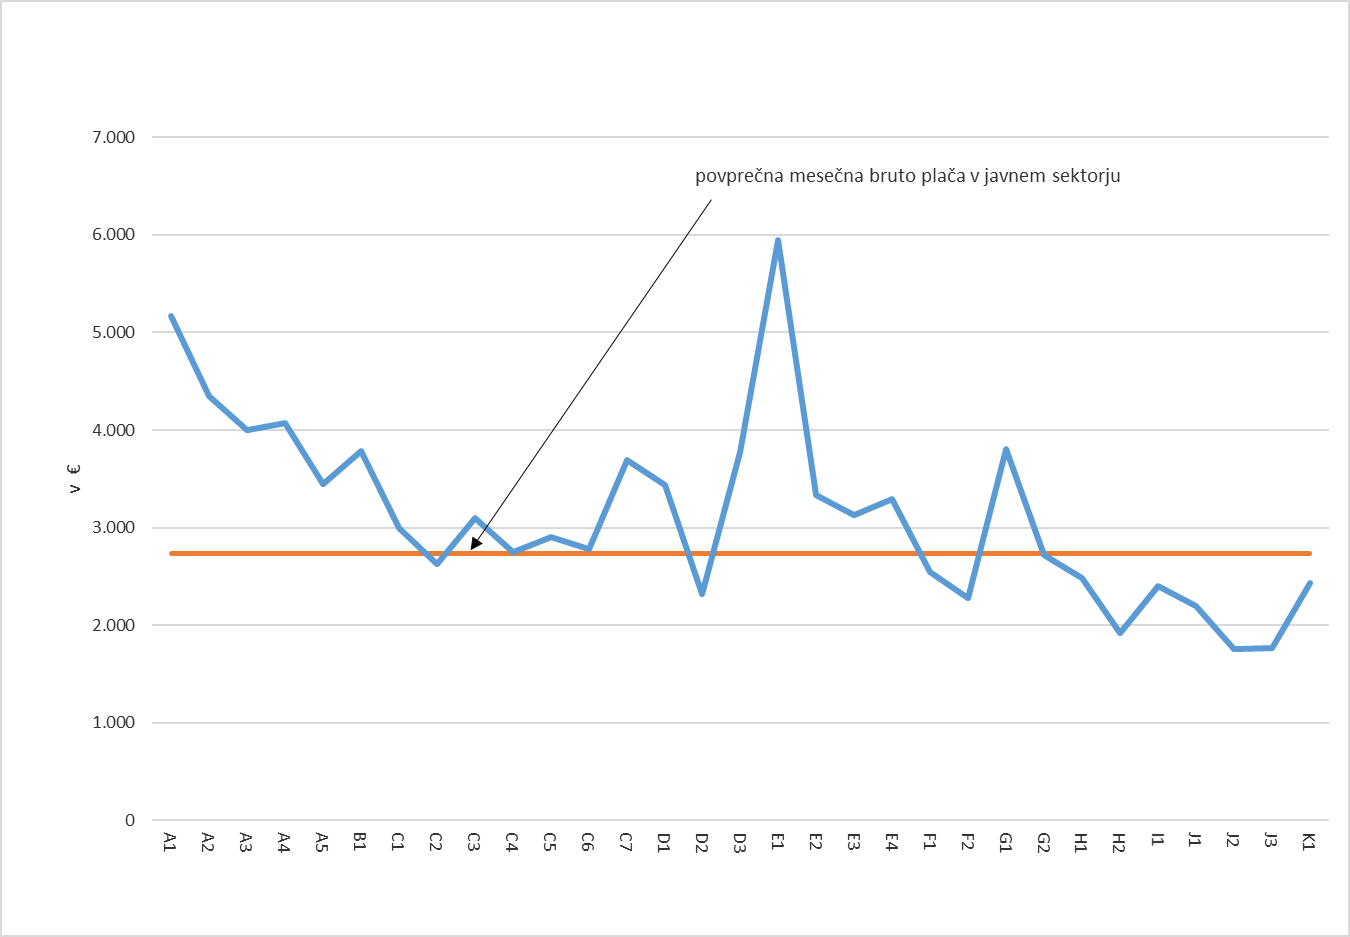 7.000
povprečna mesečna bruto plača v javnem sektorju
6.000
5.000
4.000
v €
3.000
2.000
1.000
0
A1 A2 A3 A4 A5 B1 C1 C2 C3 C4 C5 C6 C7 D1 D2 D3 E1 E2 E3 E4 F1 F2 G1 G2 H1 H2 I1 J1 J2 J3 K1